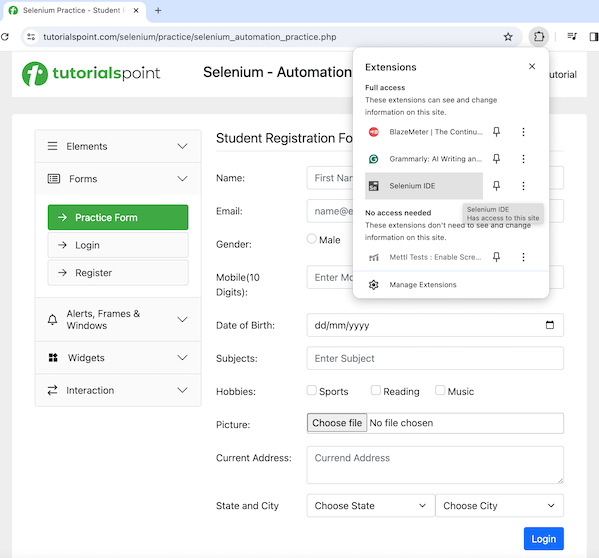 Selenium Practice - Student
tutorialspoint.com/selenium/practice/selenium_automation_practice.php
tutorialspoint
Selenium - Automation
utorial
Extensions
Full access
These extensions can see and change
information on this site.
BlazeMeter | The Continu...
Grammarly: AI Writing an...
Selenium IDE
Selenium IDE
Has access to this site
No access needed
These extensions don't need to see and change
information on this site.
Mettl Tests : Enable Scre...
Manage Extensions
Elements
Forms
Practice Form
Login
Register
Alerts, Frames &
Windows
Widgets
Interaction
Student Registration Fo
Name:
First Nam
Email:
name@e
Gender:
Male
Mobile(10
Digits):
Enter Mo
Date of Birth:
dd/mm/yyyy
Subjects:
Enter Subject
Hobbies:
Sports
Reading
Music
Picture:
Choose file No file chosen
Current Address:
Currend Address
State and City
Choose State
Choose City
Login